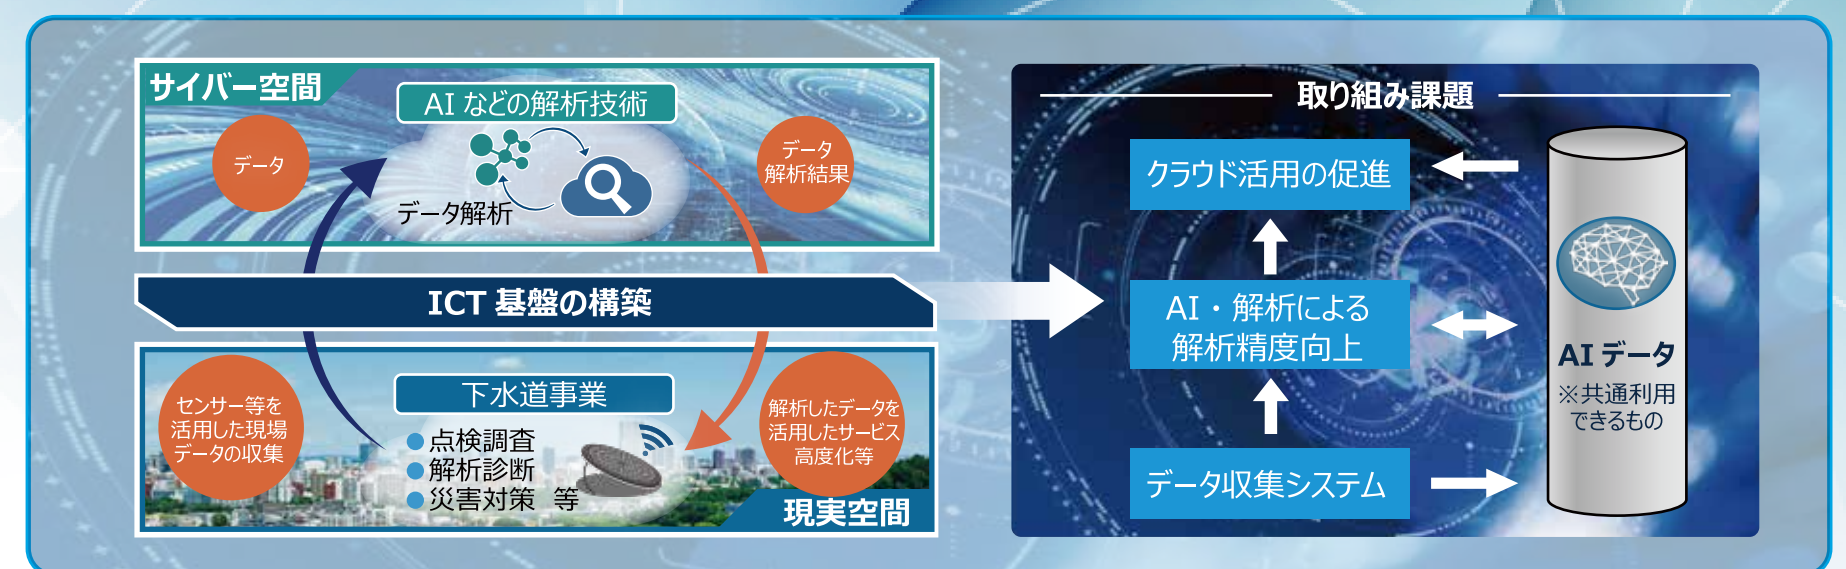 サイバー空間
AIなどの解析技術
データ
データ
解析結果
データ解析
ICT 基盤の構築
センサー等を
活用した現場
データの収集
下水道事業
●点検調査
●解析診断
●災害対策 等
解析したデータを
活用したサービス
高度化等
現実空間
取り組み課題
クラウド活用の促進
AI・解析による
解析精度向上
データ収集システム
AIデータ
※共通利用
できるもの